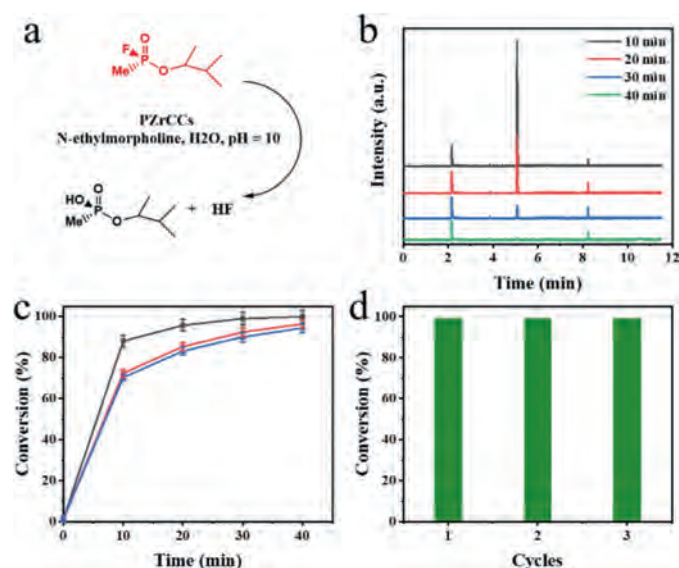 a
F
O
P
Me
O
PZrCCs
N-ethylmorpholine, H2O, pH = 10
HO
O
P
Me
O
+ HF
b
10 min
20 min
30 min
40 min
Intensity (a.u.)
0 2 4 6 8 10 12
Time (min)
c
100
80
60
40
20
0
Conversion (%)
0 10 20 30 40
Time (min)
d
100
80
60
40
20
0
Conversion (%)
1 2 3
Cycles